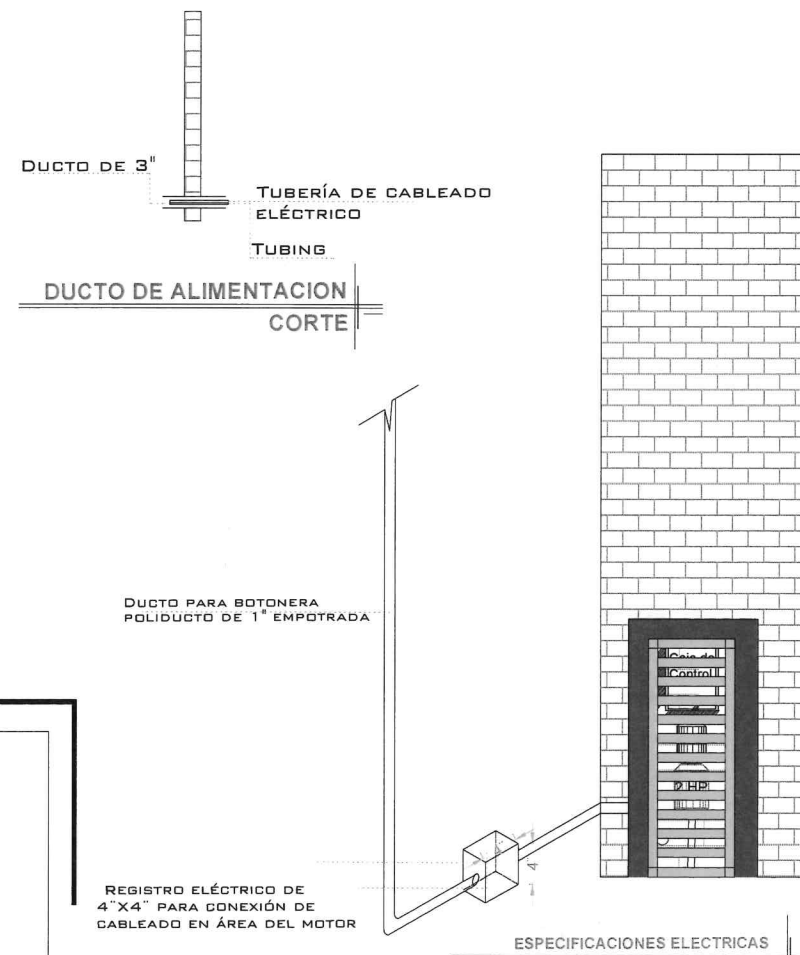 DUCTO DE 3"
TUBERÍA DE CABLEADO
ELÉCTRICO
TUBING
DUCTO DE ALIMENTACION
CORTE
DUCTO PARA BOTONERA
POLIDUCTO DE 1" EMPOTRADA
Caja de
Control
2 HP
4"
4"
REGISTRO ELÉCTRICO DE
4"X4" PARA CONEXIÓN DE
CABLEADO EN ÁREA DEL MOTOR
ESPECIFICACIONES ELECTRICAS